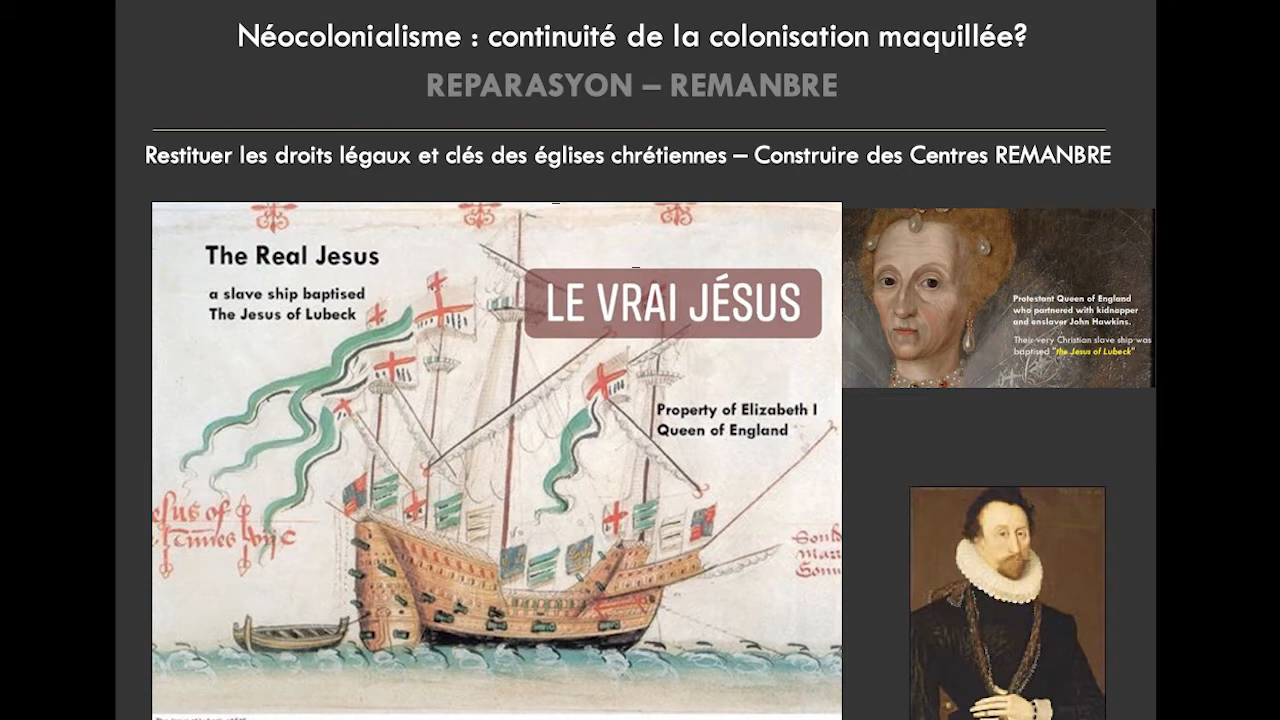 Néocolonialisme : continuité de la colonisation maquillée?
REPARASYON – REMANBRE
Restituer les droits légaux et clés des églises chrétiennes – Construire des Centres REMANBRE
The Real Jesus
a slave ship baptised
The Jesus of Lubeck
LE VRAI JÉSUS
Property of Elizabeth I
Queen of England
Protestant Queen of England
who partnered with kidnapper
and enslaver John Hawkins.
Their very Christian slave ship was
baptised "the Jesus of Lubeck"